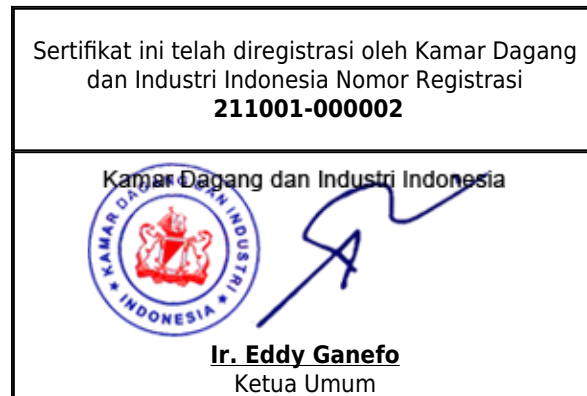 Sertifikat ini telah diregistrasi oleh Kamar Dagang
dan Industri Indonesia Nomor Registrasi
211001-000002
Kamar Dagang dan Industri Indonesia
KAMAR DAGANG DAN INDUSTRI
INDONESIA
Ir. Eddy Ganefo
Ketua Umum